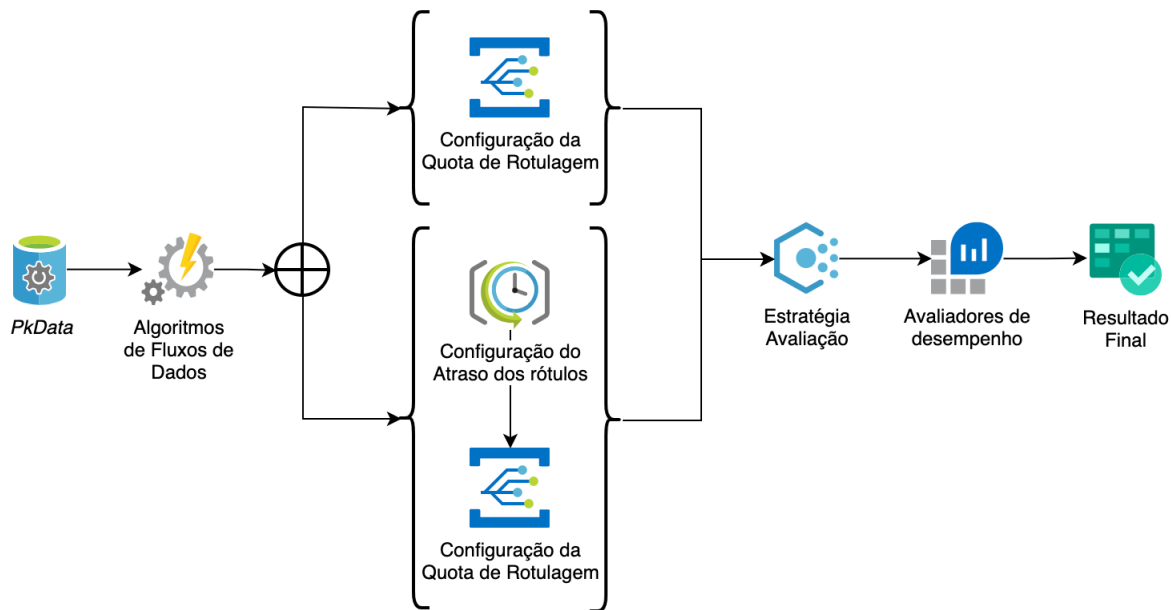 Configuração da
Quota de Rotulagem
PkData
Algoritmos
de Fluxos de
Dados
Configuração do
Atraso dos rótulos
Configuração da
Quota de Rotulagem
Estratégia
Avaliação
Avaliadores de
desempenho
Resultado
Final